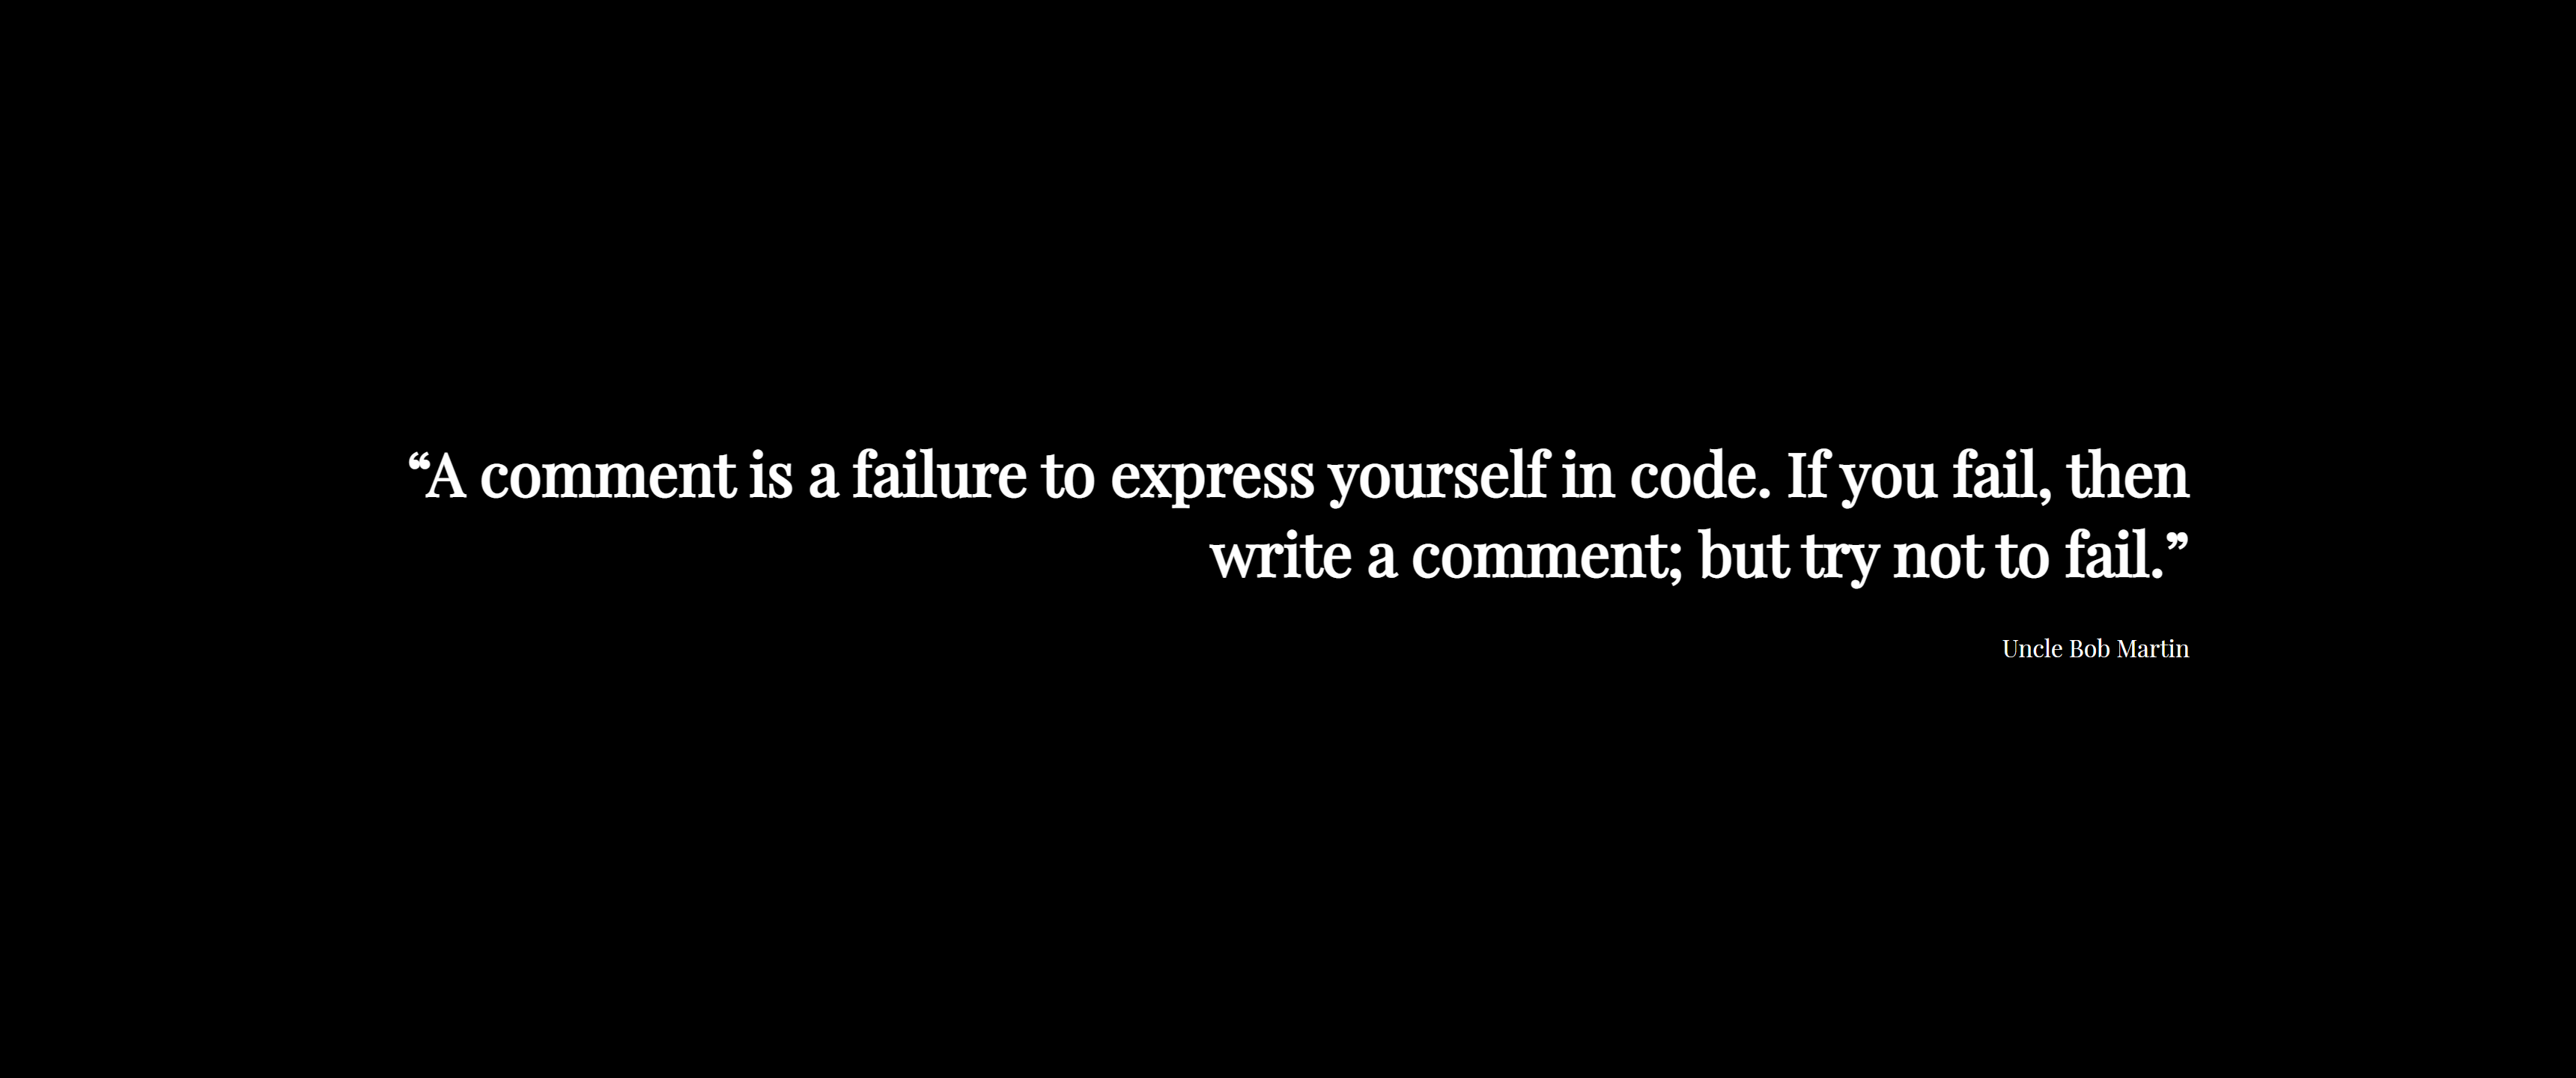 “A comment is a failure to express yourself in code. If you fail, then
write a comment; but try not to fail.”
Uncle Bob Martin